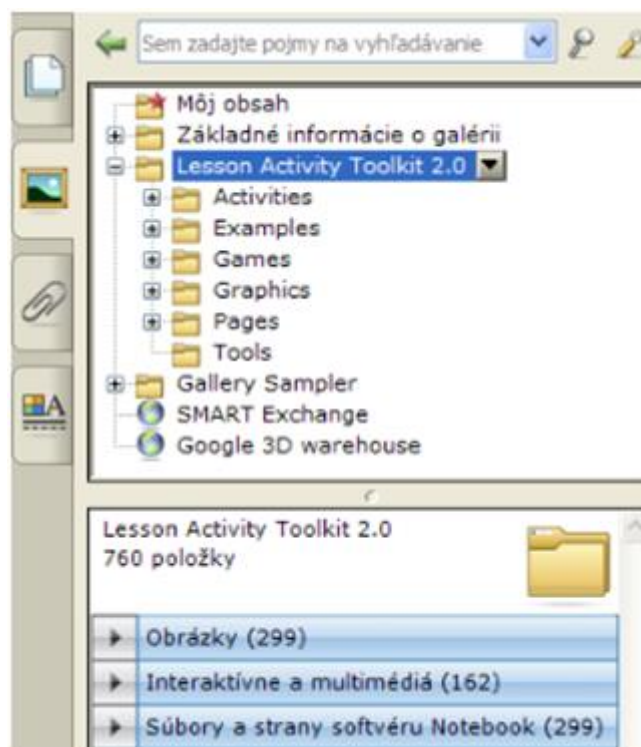 Sem zadajte pojmy na vyhľadávanie
Môj obsah
Základné informácie o galérii
Lesson Activity Toolkit 2.0
Activities
Examples
Games
Graphics
Pages
Tools
Gallery Sampler
SMART Exchange
Google 3D warehouse
Lesson Activity Toolkit 2.0
760 položky
Obrázky (299)
Interaktívne a multimédiá (162)
Súbory a strany softvéru Notebook (299)